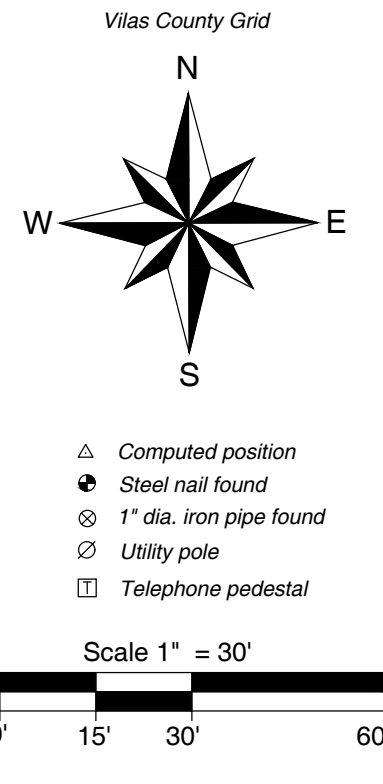 Vilas County Grid
N
W E
S
Computed position
Steel nail found
1" dia. iron pipe found
Utility pole
T Telephone pedestal
Scale 1" = 30'
' 15' 30' 60